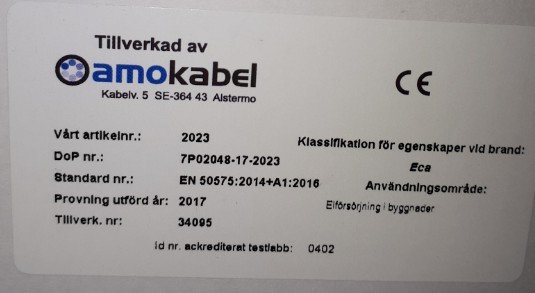 Tillverkad av
amokabel
Kabelv. 5 SE-364 43 Alstermo
CE
Vårt artikelnr.: 2023
DoP nr.: 7P02048-17-2023
Standard nr.: EN 50575:2014+A1:2016
Provning utförd år: 2017
Tillverk. nr: 34095
Klassifikation för egenskaper vid brand:
Eca
Användningsområde:
Elförsörjning i byggnader
id nr. ackrediterat testlabb: 0402